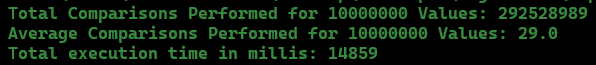 Total Comparisons Performed for 10000000 Values: 292528989
Average Comparisons Performed for 10000000 Values: 29.0
Total execution time in millis: 14859